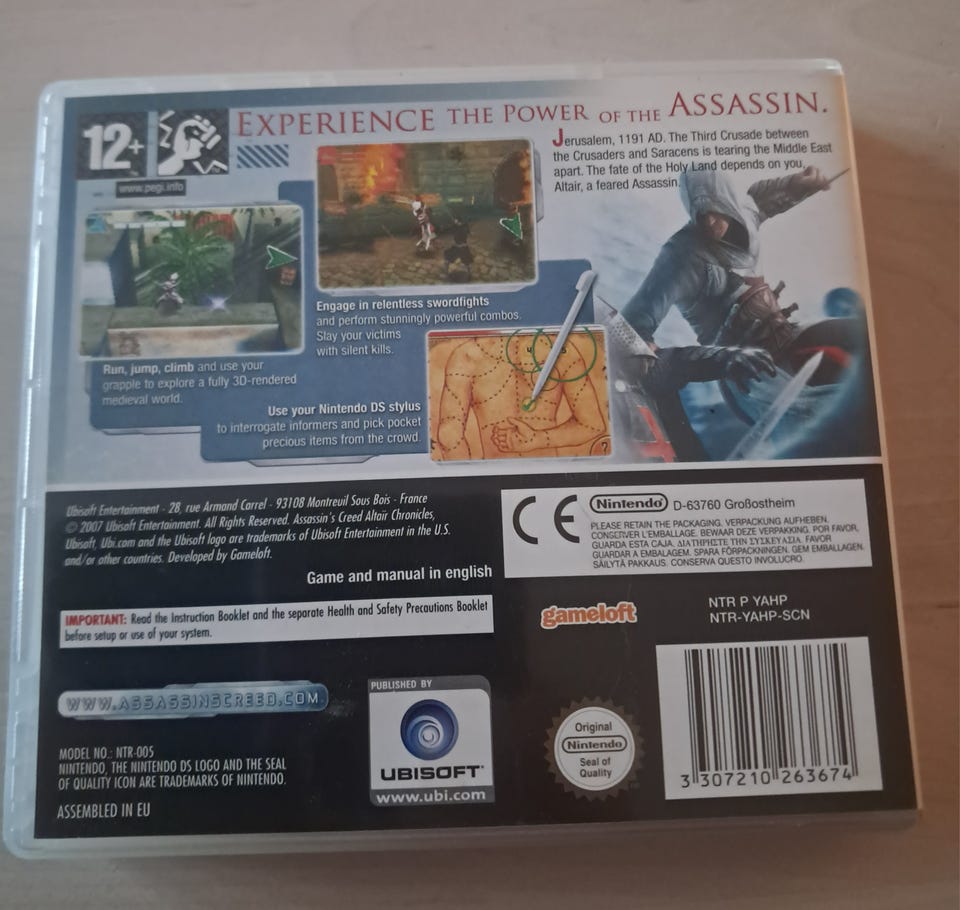 EXPERIENCE THE POWER OF THE ASSASSIN.
12+
www.pegi.info
Jerusalem, 1191 AD. The Third Crusade between
the Crusaders and Saracens is tearing the Middle East
apart. The fate of the Holy Land depends on you,
Altair, a feared Assassin.
Engage in relentless swordfights
and perform stunningly powerful combos.
Slay your victims
with silent kills.
Run, jump, climb and use your
grapple to explore a fully 3D-rendered
medieval world.
Use your Nintendo DS stylus
to interrogate informers and pick pocket
precious items from the crowd.
?
Ubisoft Entertainment - 28, rue Armand Carrel - 93108 Montreuil Sous Bois - France
© 2007 Ubisoft Entertainment. All Rights Reserved. Assassin's Creed Altaïr Chronicles,
Ubisoft, Ubi.com and the Ubisoft logo are trademarks of Ubisoft Entertainment in the U.S.
and/or other countries. Developed by Gameloft.
Game and manual in english
CE
Nintendo D-63760 Großostheim
PLEASE RETAIN THE PACKAGING. VERPACKUNG AUFHEBEN.
CONSERVER L'EMBALLAGE. BEWAAR DEZE VERPAKKING. POR FAVOR,
GUARDA ESTA CAJA. ΔΙΑΤΗΡΗΣΤΕ ΤΗΝ ΣΥΣΚΕΥΑΣΙΑ. FAVOR
GUARDAR A EMBALAGEM. SPARA FÖRPACKNINGEN. GEM EMBALLAGEN.
SÄILYTÄ PAKKAUS. CONSERVA QUESTO INVOLUCRO.
IMPORTANT: Read the Instruction Booklet and the separate Health and Safety Precautions Booklet
before setup or use of your system.
gameloft
NTR P YAHP
NTR-YAHP-SCN
WWW.ASSASSINSCREED.COM
PUBLISHED BY
UBISOFT
www.ubi.com
Original
Nintendo
Seal of
Quality
MODEL NO.: NTR-005
NINTENDO, THE NINTENDO DS LOGO AND THE SEAL
OF QUALITY ICON ARE TRADEMARKS OF NINTENDO.
ASSEMBLED IN EU
3 307210 263674